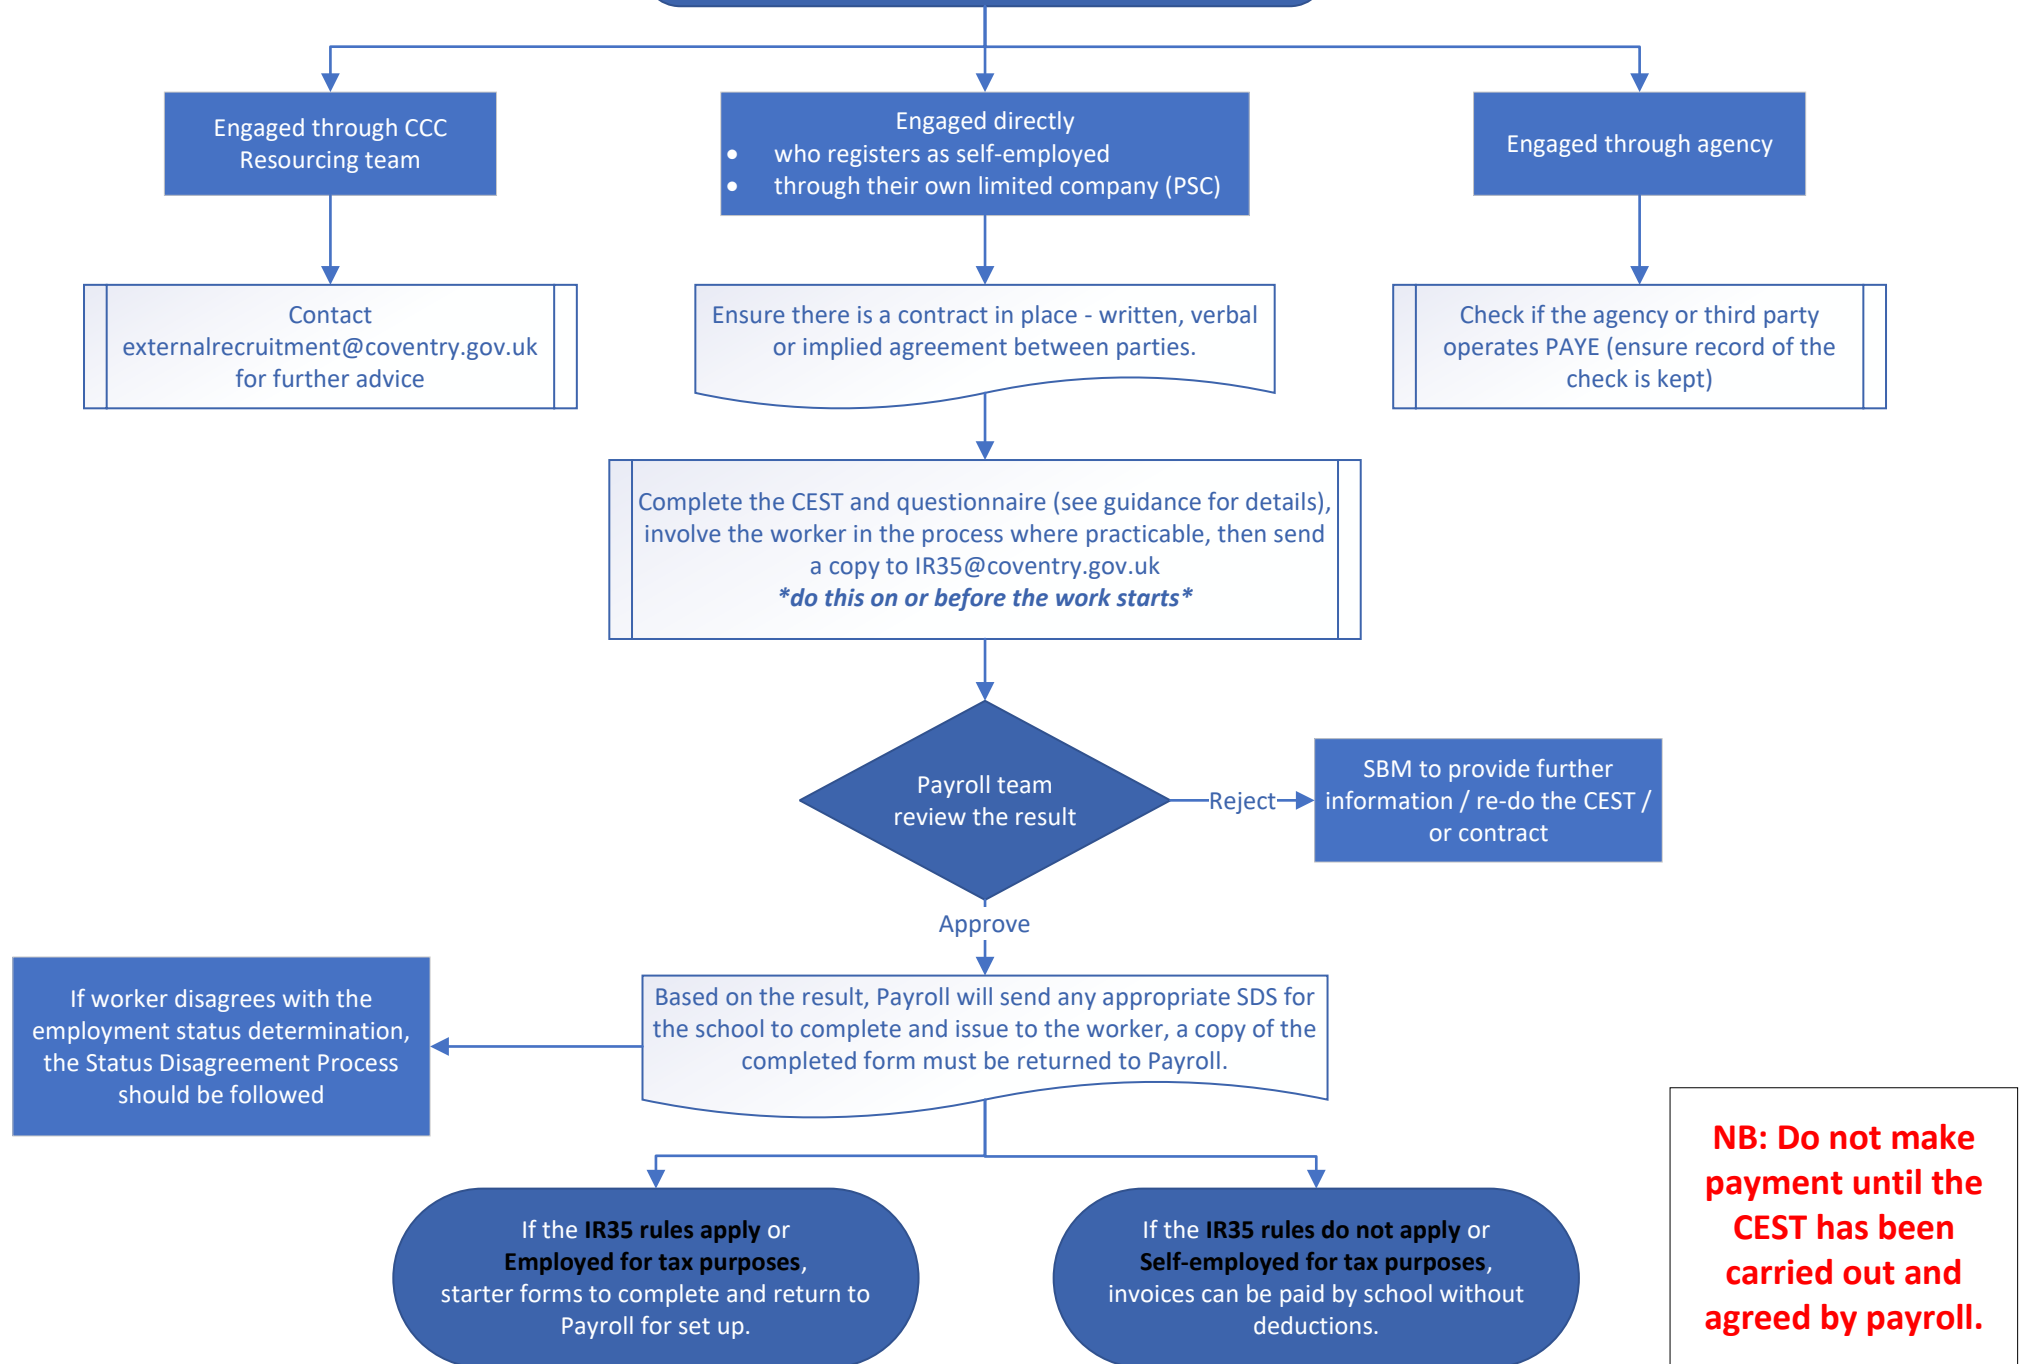 Engaged through CCC
Resourcing team
Engaged directly
• who registers as self-employed
• through their own limited company (PSC)
Engaged through agency
Contact
externalrecruitment@coventry.gov.uk
for further advice
Ensure there is a contract in place - written, verbal
or implied agreement between parties.
Check if the agency or third party
operates PAYE (ensure record of the
check is kept)
Complete the CEST and questionnaire (see guidance for details),
involve the worker in the process where practicable, then send
a copy to IR35@coventry.gov.uk
*do this on or before the work starts*
Payroll team
review the result
Reject
SBM to provide further
information / re-do the CEST /
or contract
Approve
If worker disagrees with the
employment status determination,
the Status Disagreement Process
should be followed
Based on the result, Payroll will send any appropriate SDS for
the school to complete and issue to the worker, a copy of the
completed form must be returned to Payroll.
If the IR35 rules apply or
Employed for tax purposes,
starter forms to complete and return to
Payroll for set up.
If the IR35 rules do not apply or
Self-employed for tax purposes,
invoices can be paid by school without
deductions.
NB: Do not make
payment until the
CEST has been
carried out and
agreed by payroll.